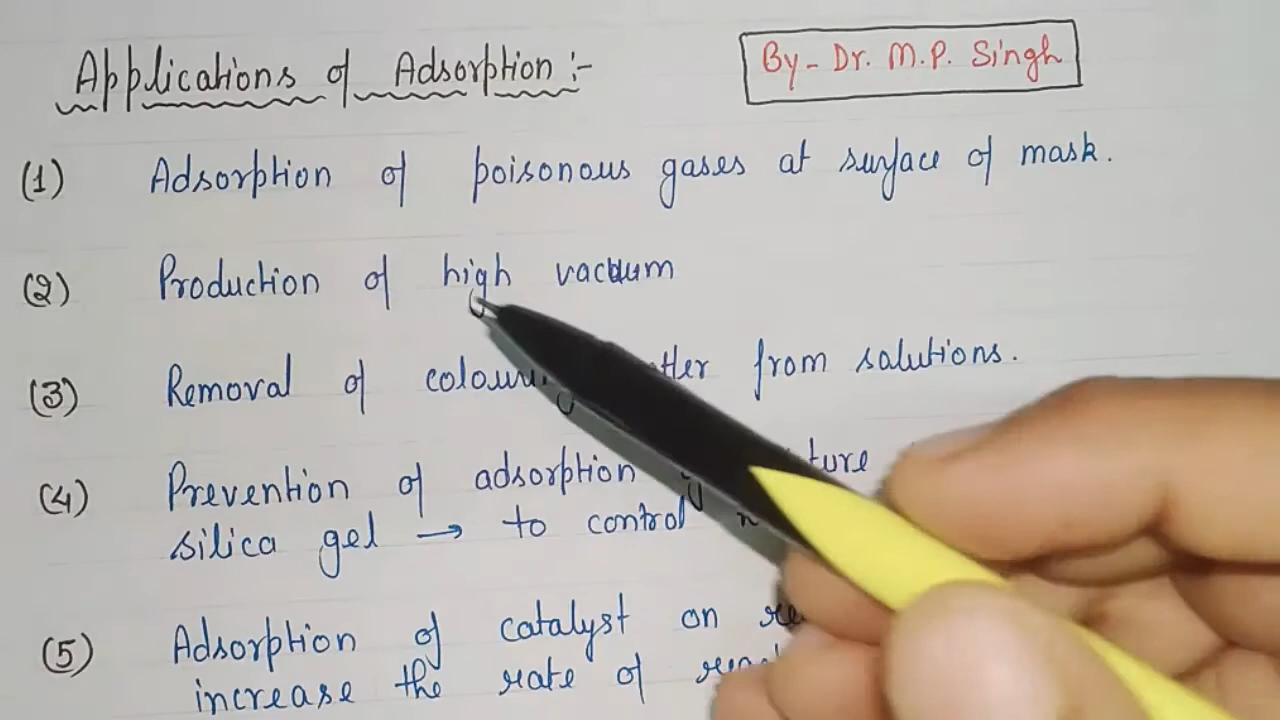 Applications of Adsorption :-
By - Dr. M.P. Singh
(1) Adsorption of poisonous gases at surface of mask.
(2) Production of high vacuum
(3) Removal of from solutions.
(4) Prevention of adsorption
silica gel → to control
(5) Adsorption of catalyst on
increase the rate of